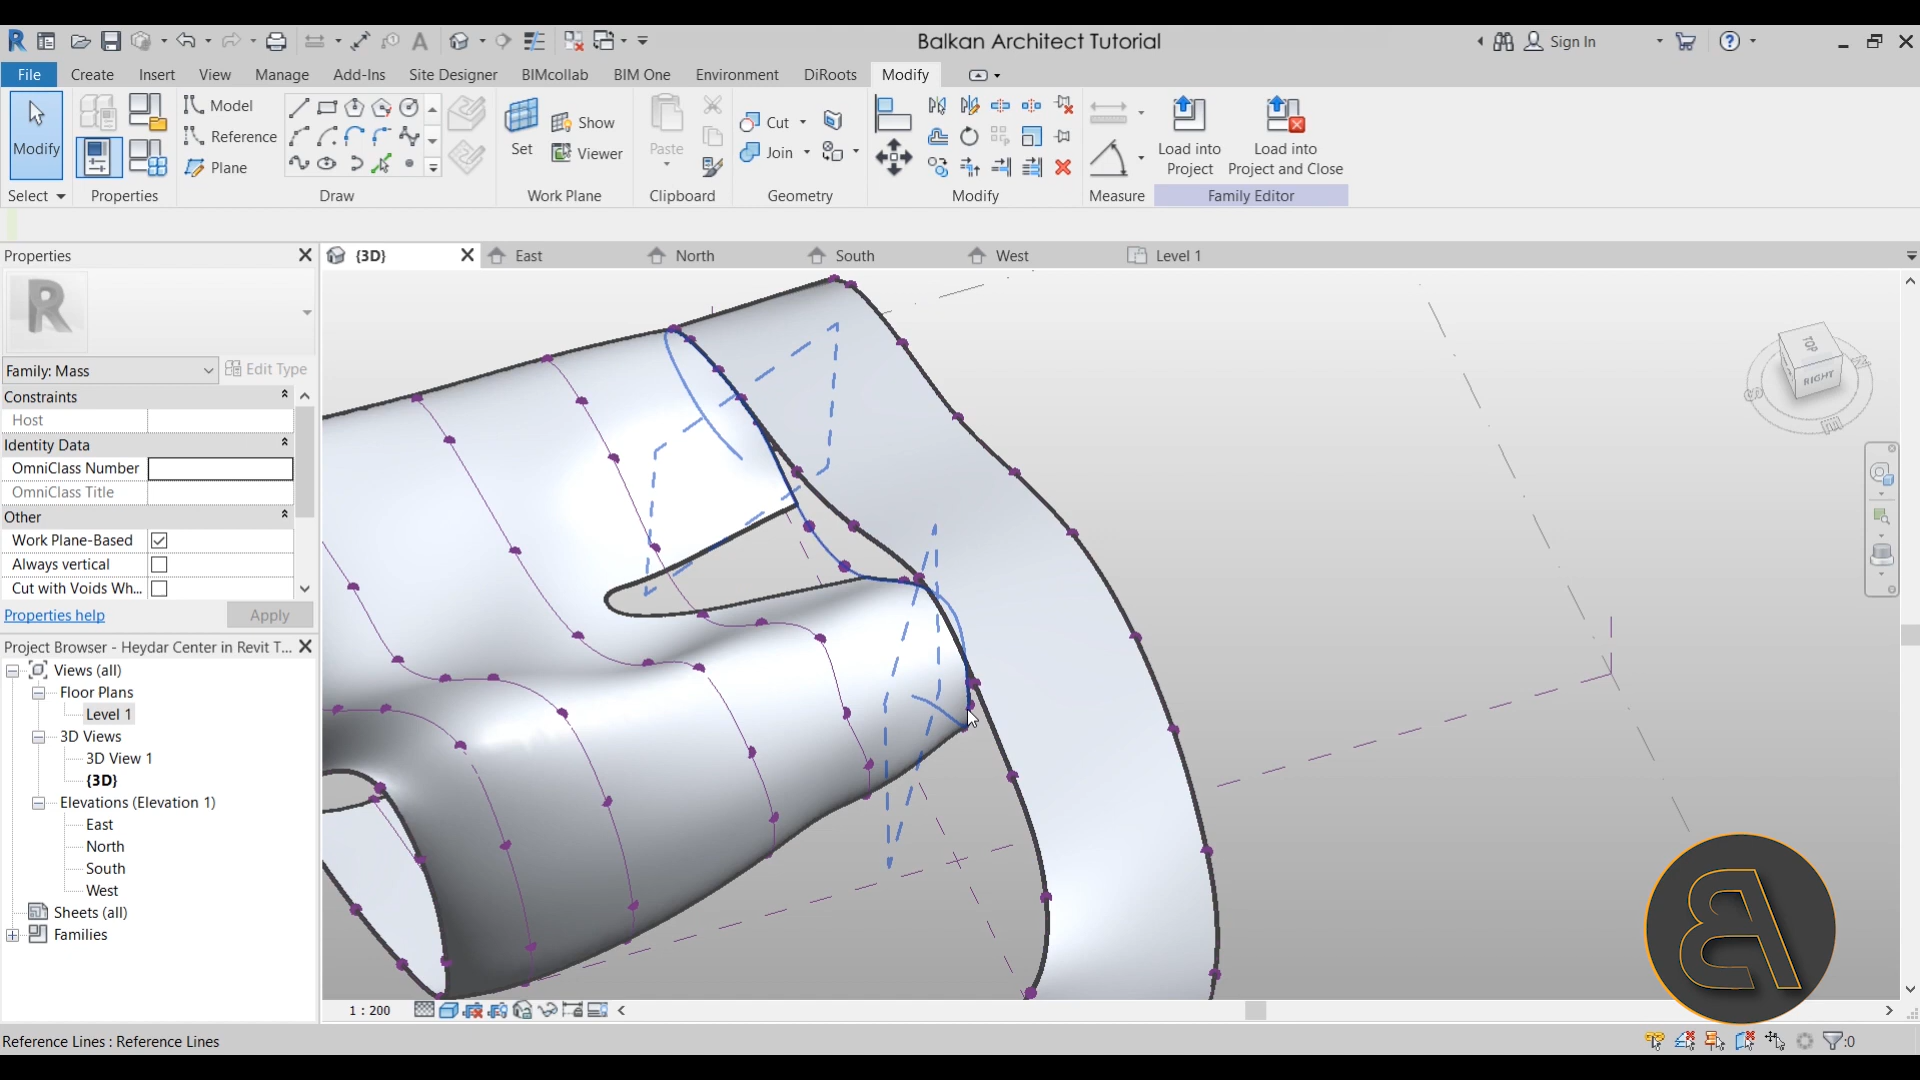 Balkan Architect Tutorial
Sign In
File Create Insert View Manage Add-Ins Site Designer BIMcollab BIM One Environment DiRoots Modify
Modify
Model
Reference
Plane
Set
Show
Viewer
Paste
Cut
Join
Load into Project
Load into Project and Close
Select Properties Draw Work Plane Clipboard Geometry Modify Measure Family Editor
Properties
{3D} East North South West Level 1
R
Family: Mass
Edit Type
Constraints
Host
Identity Data
OmniClass Number
OmniClass Title
Other
Work Plane-Based
Always vertical
Cut with Voids Wh...
Properties help
Apply
Project Browser - Heydar Center in Revit T...
Views (all)
Floor Plans
Level 1
3D Views
3D View 1
{3D}
Elevations (Elevation 1)
East
North
South
West
Sheets (all)
Families
TOP
RIGHT
1 : 200
Reference Lines : Reference Lines
:0